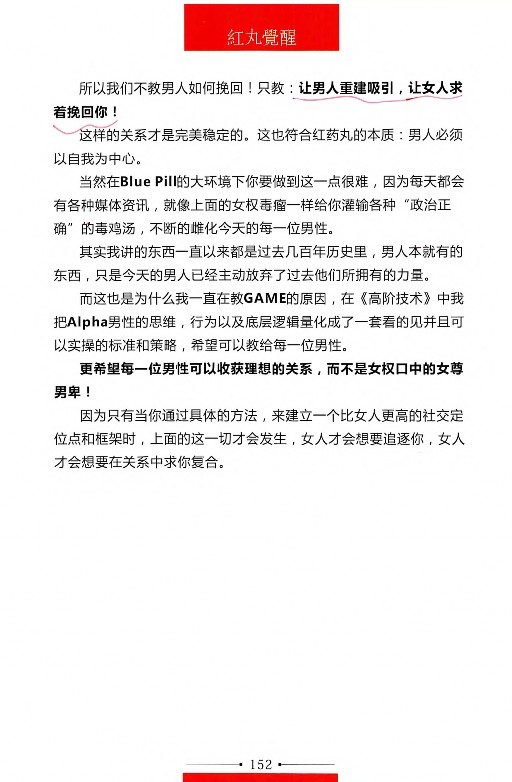 紅丸覺醒
所以我们不教男人如何挽回！只教：让男人重建吸引，让女人求
着挽回你！
这样的关系才是完美稳定的。这也符合红药丸的本质：男人必须
以自我为中心。
当然在Blue Pill的大环境下你要做到这一点很难，因为每天都会
有各种媒体资讯，就像上面的女权毒瘤一样给你灌输各种“政治正
确”的毒鸡汤，不断的雌化今天的每一位男性。
其实我讲的东西一直以来都是过去几百年历史里，男人本就有的
东西，只是今天的男人已经主动放弃了过去他们所拥有的力量。
而这也是为什么我一直在教GAME的原因，在《高阶技术》中我
把Alpha男性的思维，行为以及底层逻辑量化成了一套看的见并且可
以实操的标准和策略，希望可以教给每一位男性。
更希望每一位男性可以收获理想的关系，而不是女权口中的女尊
男卑！
因为只有当你通过具体的方法，来建立一个比女人更高的社交定
位点和框架时，上面的这一切才会发生，女人才会想要追逐你，女人
才会想要在关系中求你复合。
152